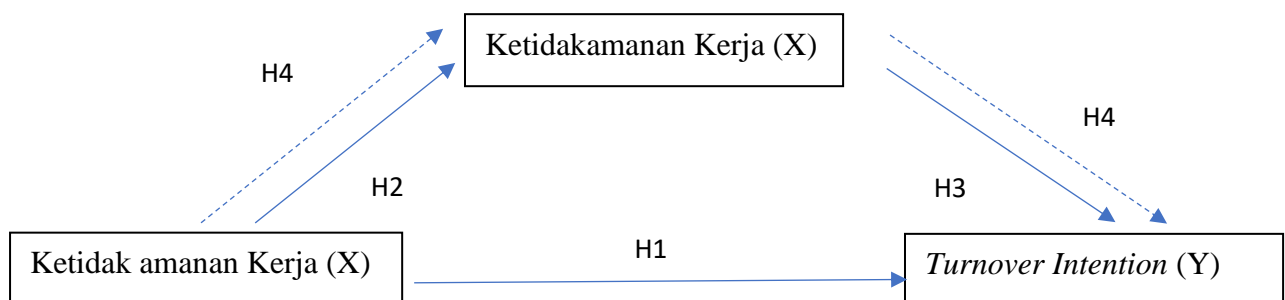 Ketidakamanan Kerja (X)
H4
H4
H2
H3
Ketidak amanan Kerja (X)
H1
Turnover Intention (Y)